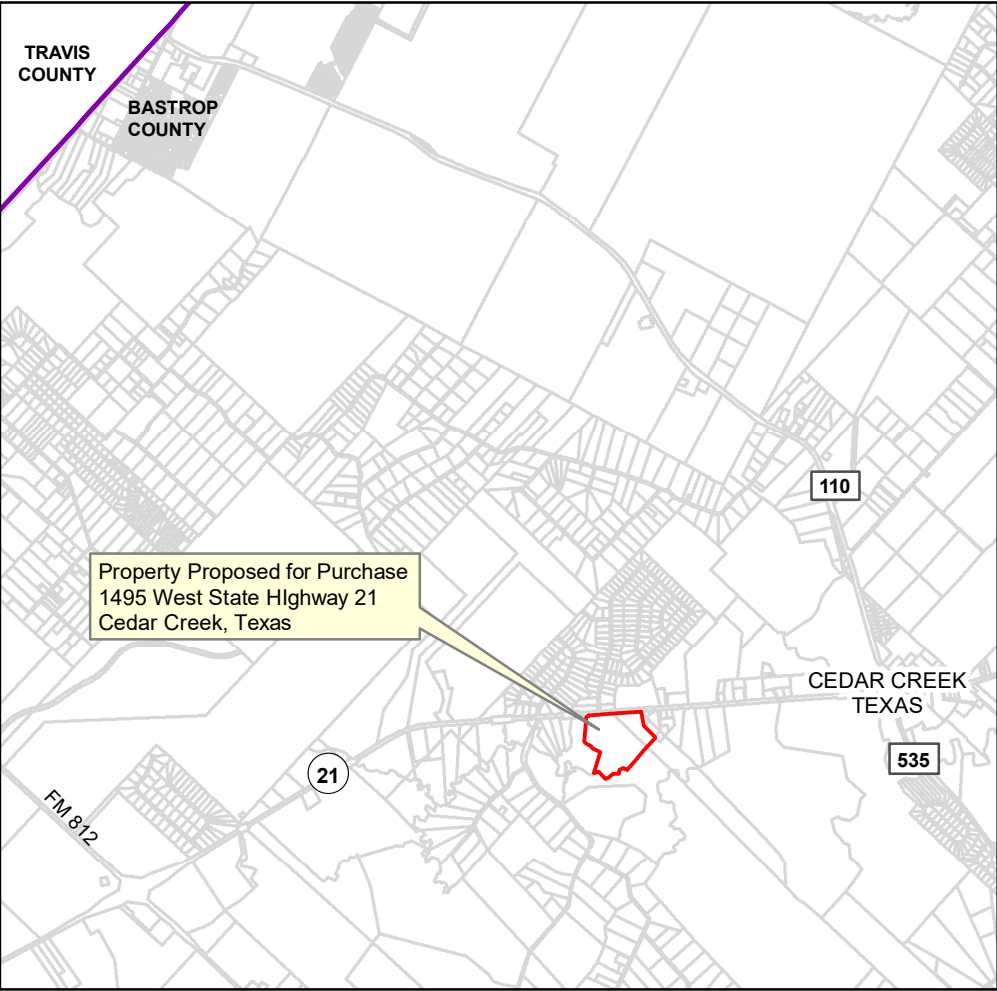 TRAVIS
COUNTY
BASTROP
COUNTY
110
Property Proposed for Purchase
1495 West State HIghway 21
Cedar Creek, Texas
CEDAR CREEK
TEXAS
535
21
FM 812